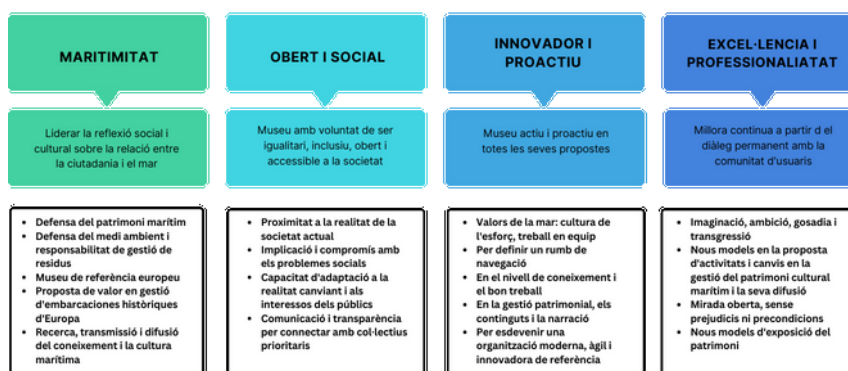 MARITIMITAT
Liderar la reflexió social i
cultural sobre la relació entre
la ciutadania i el mar
• Defensa del patrimoni marítim
• Defensa del medi ambient i
responsabilitat de gestió de
residus
• Museu de referència europeu
• Proposta de valor en gestió
d'embarcacions històriques
d'Europa
• Recerca, transmissió i difusió
del coneixement i la cultura
marítima
OBERT I SOCIAL
Museu amb voluntat de ser
igualitari, inclusiu, obert i
accessible a la societat
• Proximitat a la realitat de la
societat actual
• Implicació i compromís amb
els problemes socials
• Capacitat d'adaptació a la
realitat canviant i als
interessos dels públics
• Comunicació i transparència
per connectar amb col·lectius
prioritaris
INNOVADOR I
PROACTIU
Museu actiu i proactiu en
totes les seves propostes
• Valors de la mar: cultura de
l'esforç, treball en equip
• Per definir un rumb de
navegació
• En el nivell de coneixement i
el bon treball
• En la gestió patrimonial, els
continguts i la narració
• Per esdevenir una
organització moderna, àgil i
innovadora de referència
EXCEL·LENCIA I
PROFESSIONALIATAT
Millora continua a partir d el
diàleg permanent amb la
comunitat d'usuaris
• Imaginació, ambició, gosadia i
transgressió
• Nous models en la proposta
d'activitats i canvis en la
gestió del patrimoni cultural
marítim i la seva difusió
• Mirada oberta, sense
prejudicis ni precondicions
• Nous models d'exposició del
patrimoni